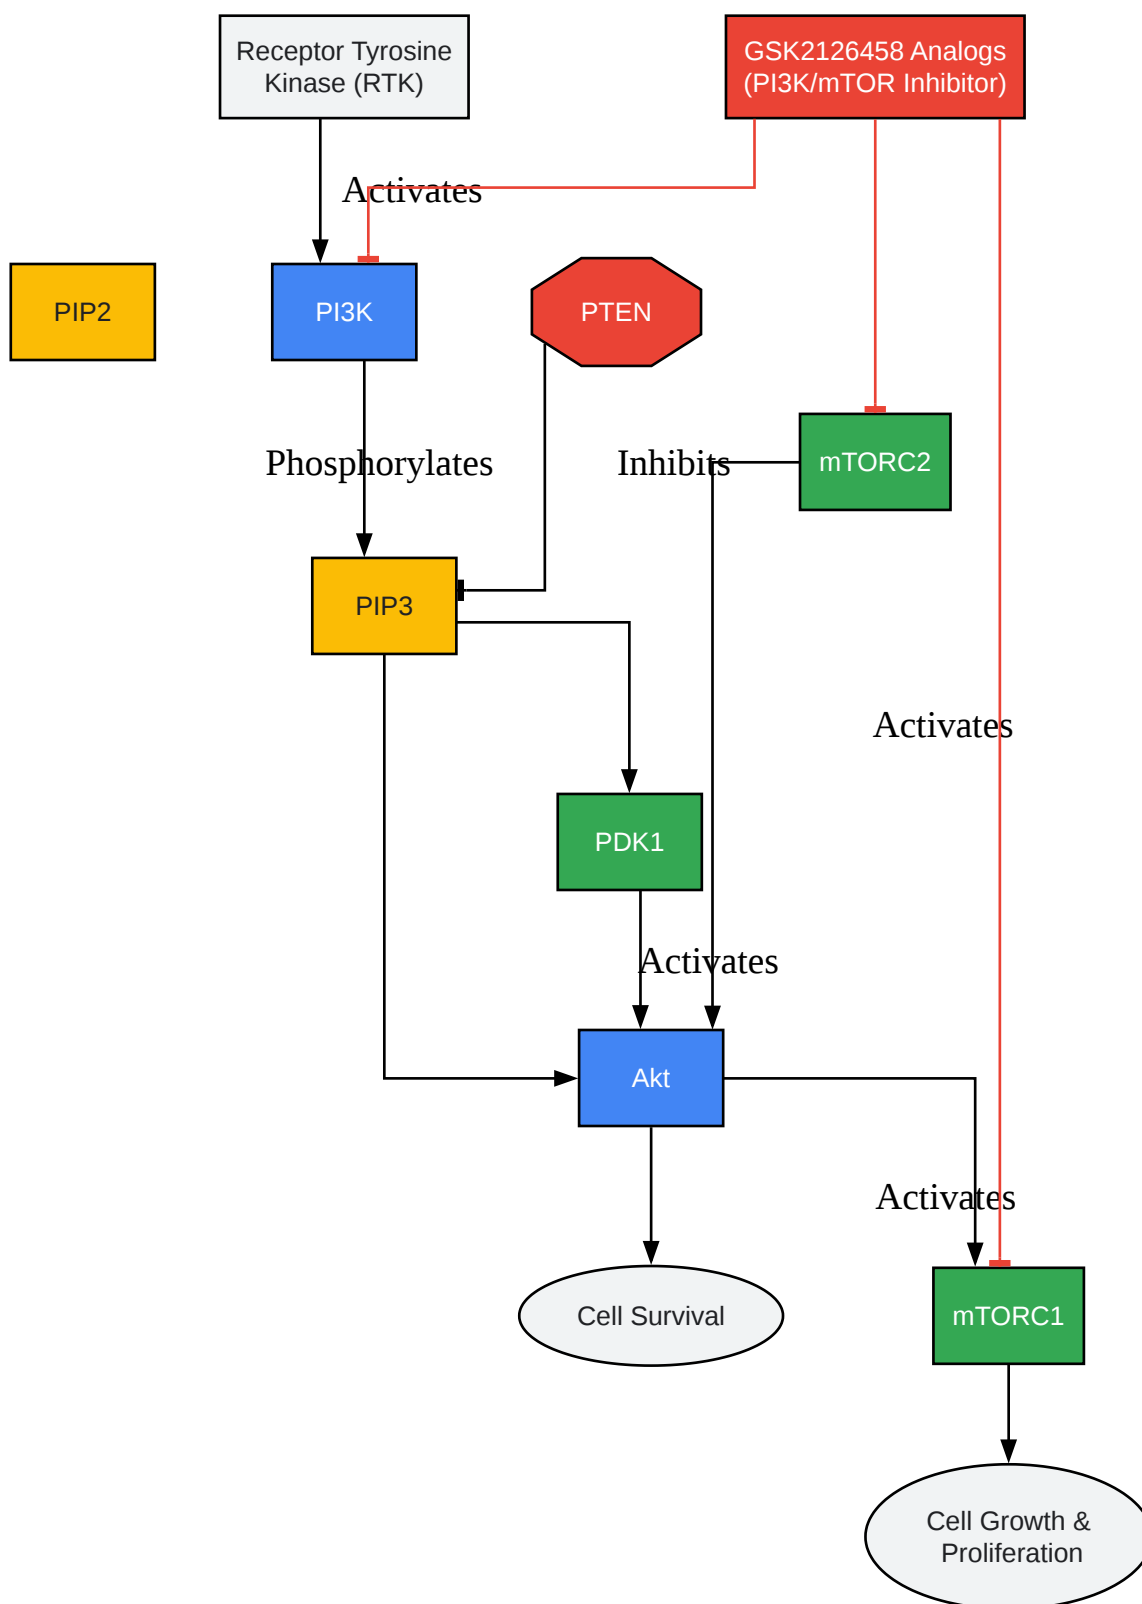 Receptor Tyrosine
Kinase (RTK)
GSK2126458 Analogs
(PI3K/mTOR Inhibitor)
Activates
PIP2
PI3K
PTEN
Phosphorylates
Inhibits
mTORC2
PIP3
Activates
PDK1
Activates
Akt
Activates
Cell Survival
mTORC1
Cell Growth &
Proliferation